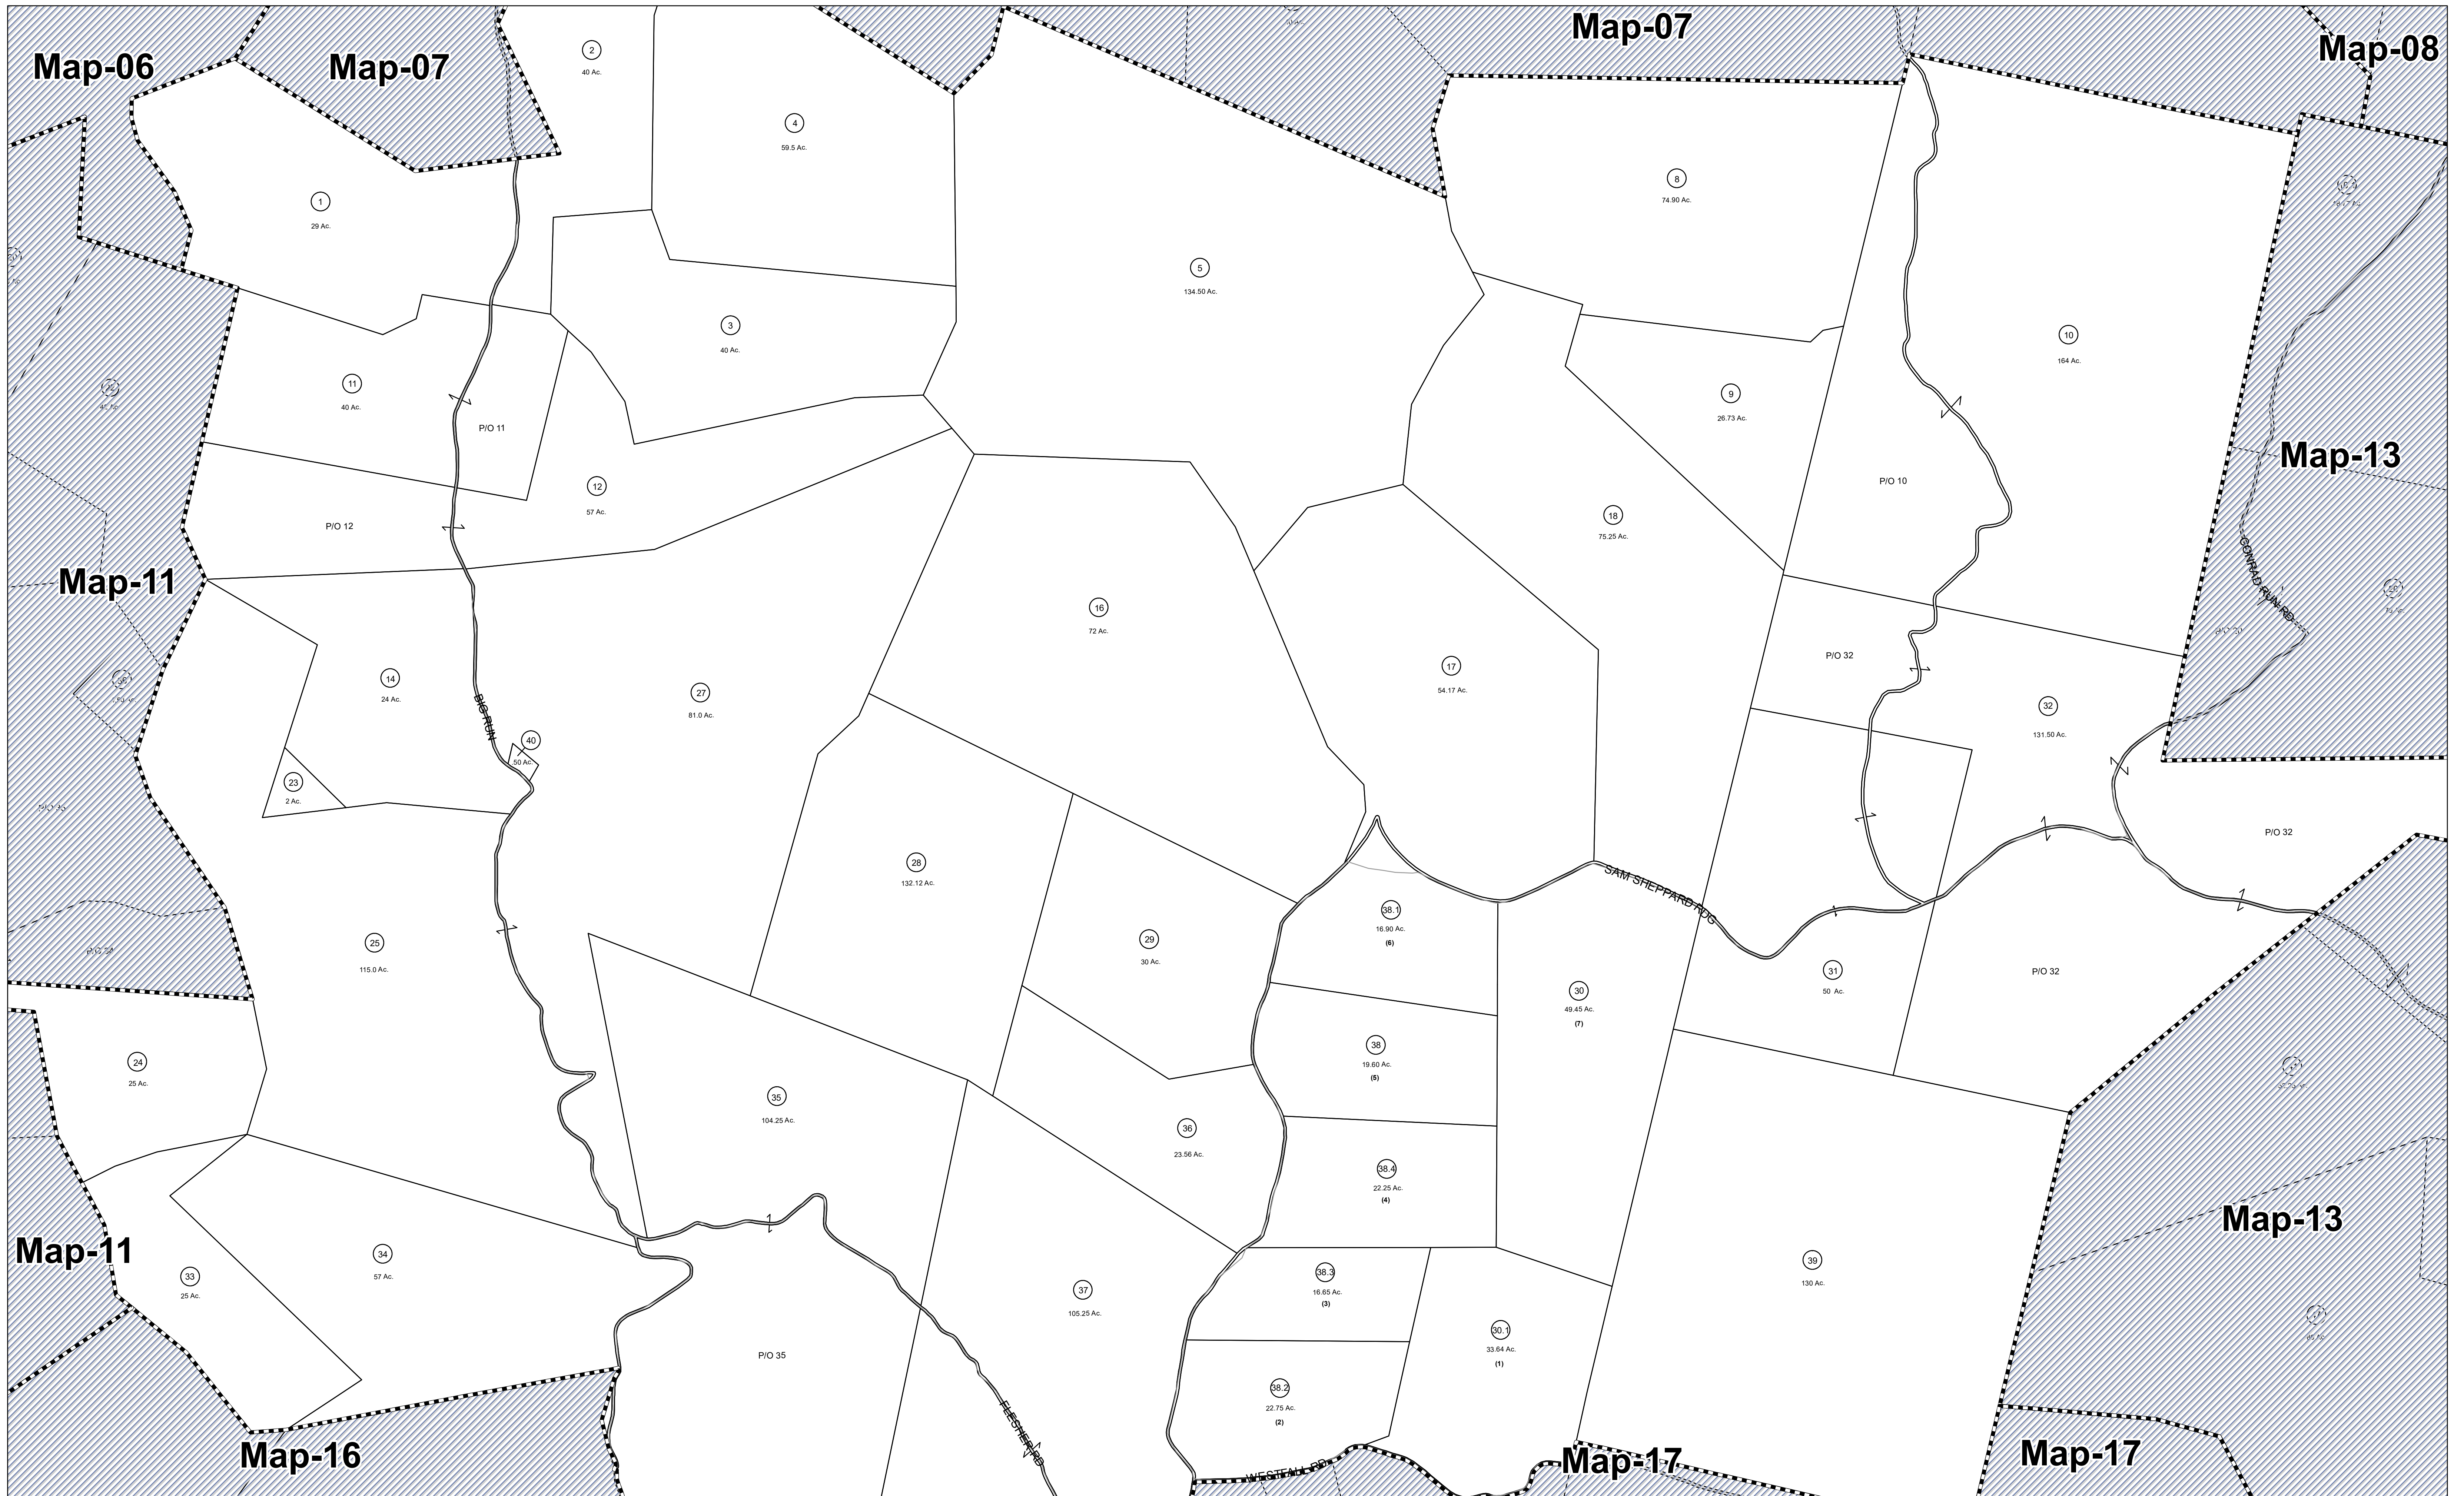 Map-06
Map-07
Map-07
Map-08
2
40 Ac.
4
59.5 Ac.
1
29 Ac.
8
74.90 Ac.
5
134.50 Ac.
3
40 Ac.
10
164 Ac.
11
40 Ac.
P/O 11
9
26.73 Ac.
Map-13
P/O 10
12
57 Ac.
P/O 12
18
75.25 Ac.
CONRAD RUN RD
Map-11
16
72 Ac.
P/O 32
17
54.17 Ac.
14
24 Ac.
27
81.0 Ac.
BIG RUN
32
131.50 Ac.
40
.50 Ac.
23
2 Ac.
P/O 32
28
132.12 Ac.
SAM SHEPPARD RDG
38.1
16.90 Ac.
(6)
25
115.0 Ac.
29
30 Ac.
31
50 Ac.
P/O 32
30
49.45 Ac.
(7)
38
19.60 Ac.
(5)
24
25 Ac.
35
104.25 Ac.
36
23.56 Ac.
38.4
22.25 Ac.
(4)
Map-13
Map-11
34
57 Ac.
33
25 Ac.
39
130 Ac.
38.3
16.65 Ac.
(3)
37
105.25 Ac.
30.1
33.64 Ac.
(1)
P/O 35
38.2
22.75 Ac.
(2)
FLESHER RD
Map-16
WESTFALL RD
Map-17
Map-17